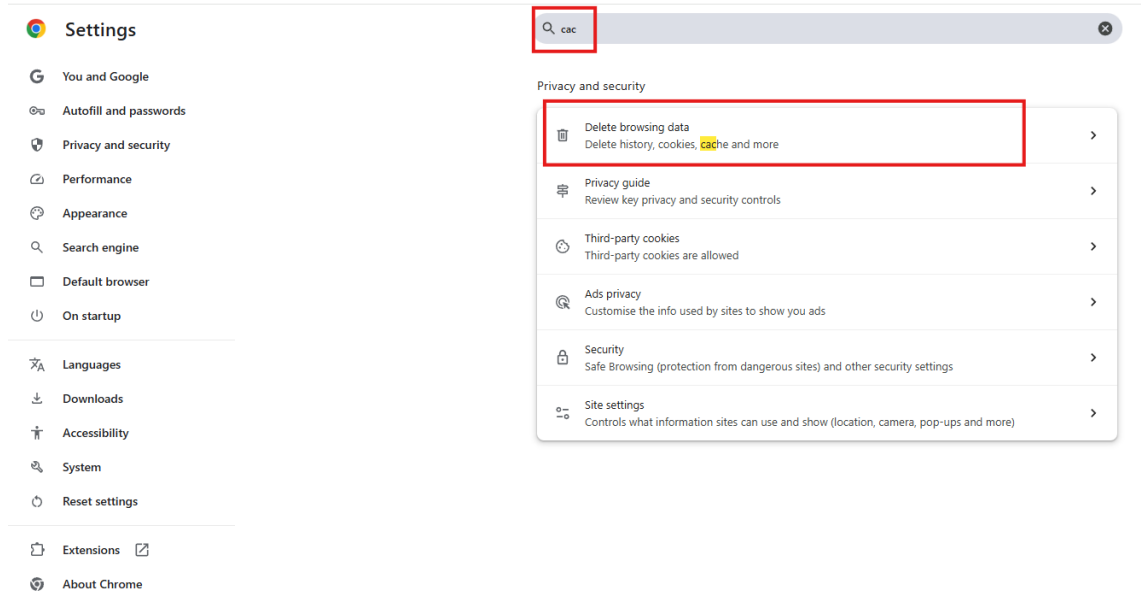 Settings
cac
You and Google
Autofill and passwords
Privacy and security
Performance
Appearance
Search engine
Default browser
On startup
Languages
Downloads
Accessibility
System
Reset settings
Extensions
About Chrome
Privacy and security
Delete browsing data
Delete history, cookies, cache and more
Privacy guide
Review key privacy and security controls
Third-party cookies
Third-party cookies are allowed
Ads privacy
Customise the info used by sites to show you ads
Security
Safe Browsing (protection from dangerous sites) and other security settings
Site settings
Controls what information sites can use and show (location, camera, pop-ups and more)